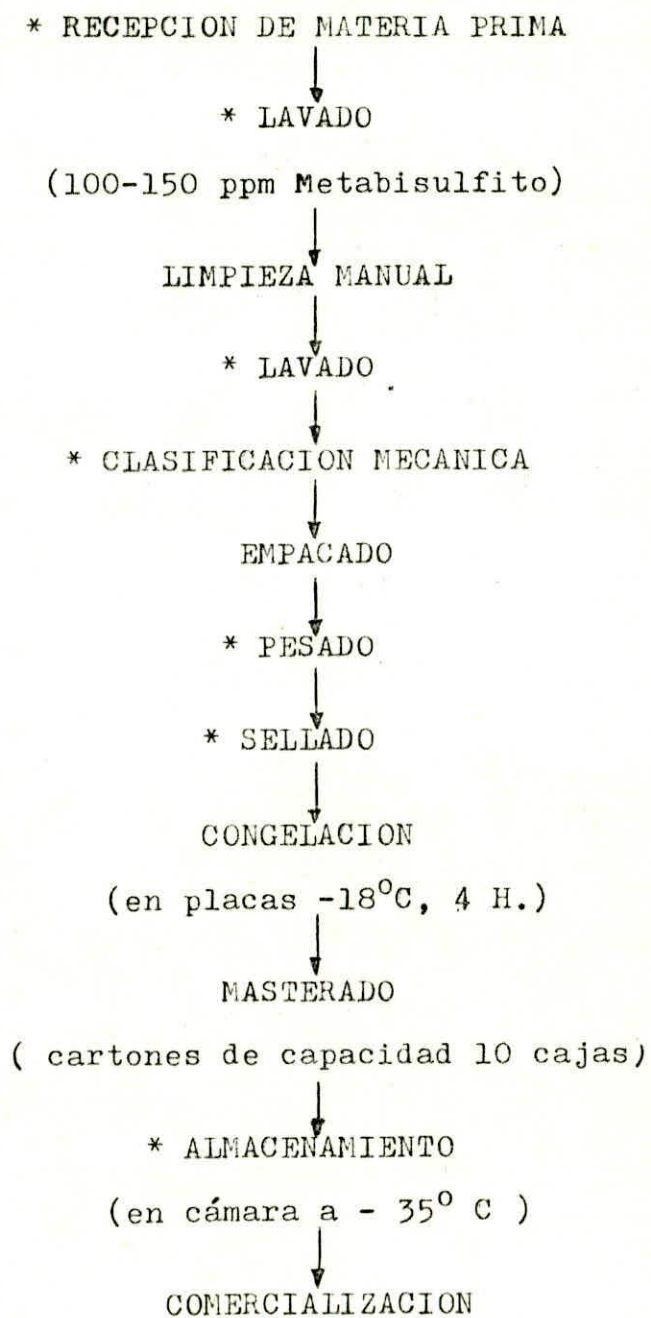 * RECEPCION DE MATERIA PRIMA
* LAVADO
(100-150 ppm Metabisulfito)
LIMPIEZA MANUAL
* LAVADO
* CLASIFICACION MECANICA
EMPACADO
* PESADO
* SELLADO
CONGELACION
(en placas -18°C, 4 H.)
MASTERADO
( cartones de capacidad 10 cajas)
* ALMACENAMIENTO
(en cámara a - 35° C )
COMERCIALIZACION